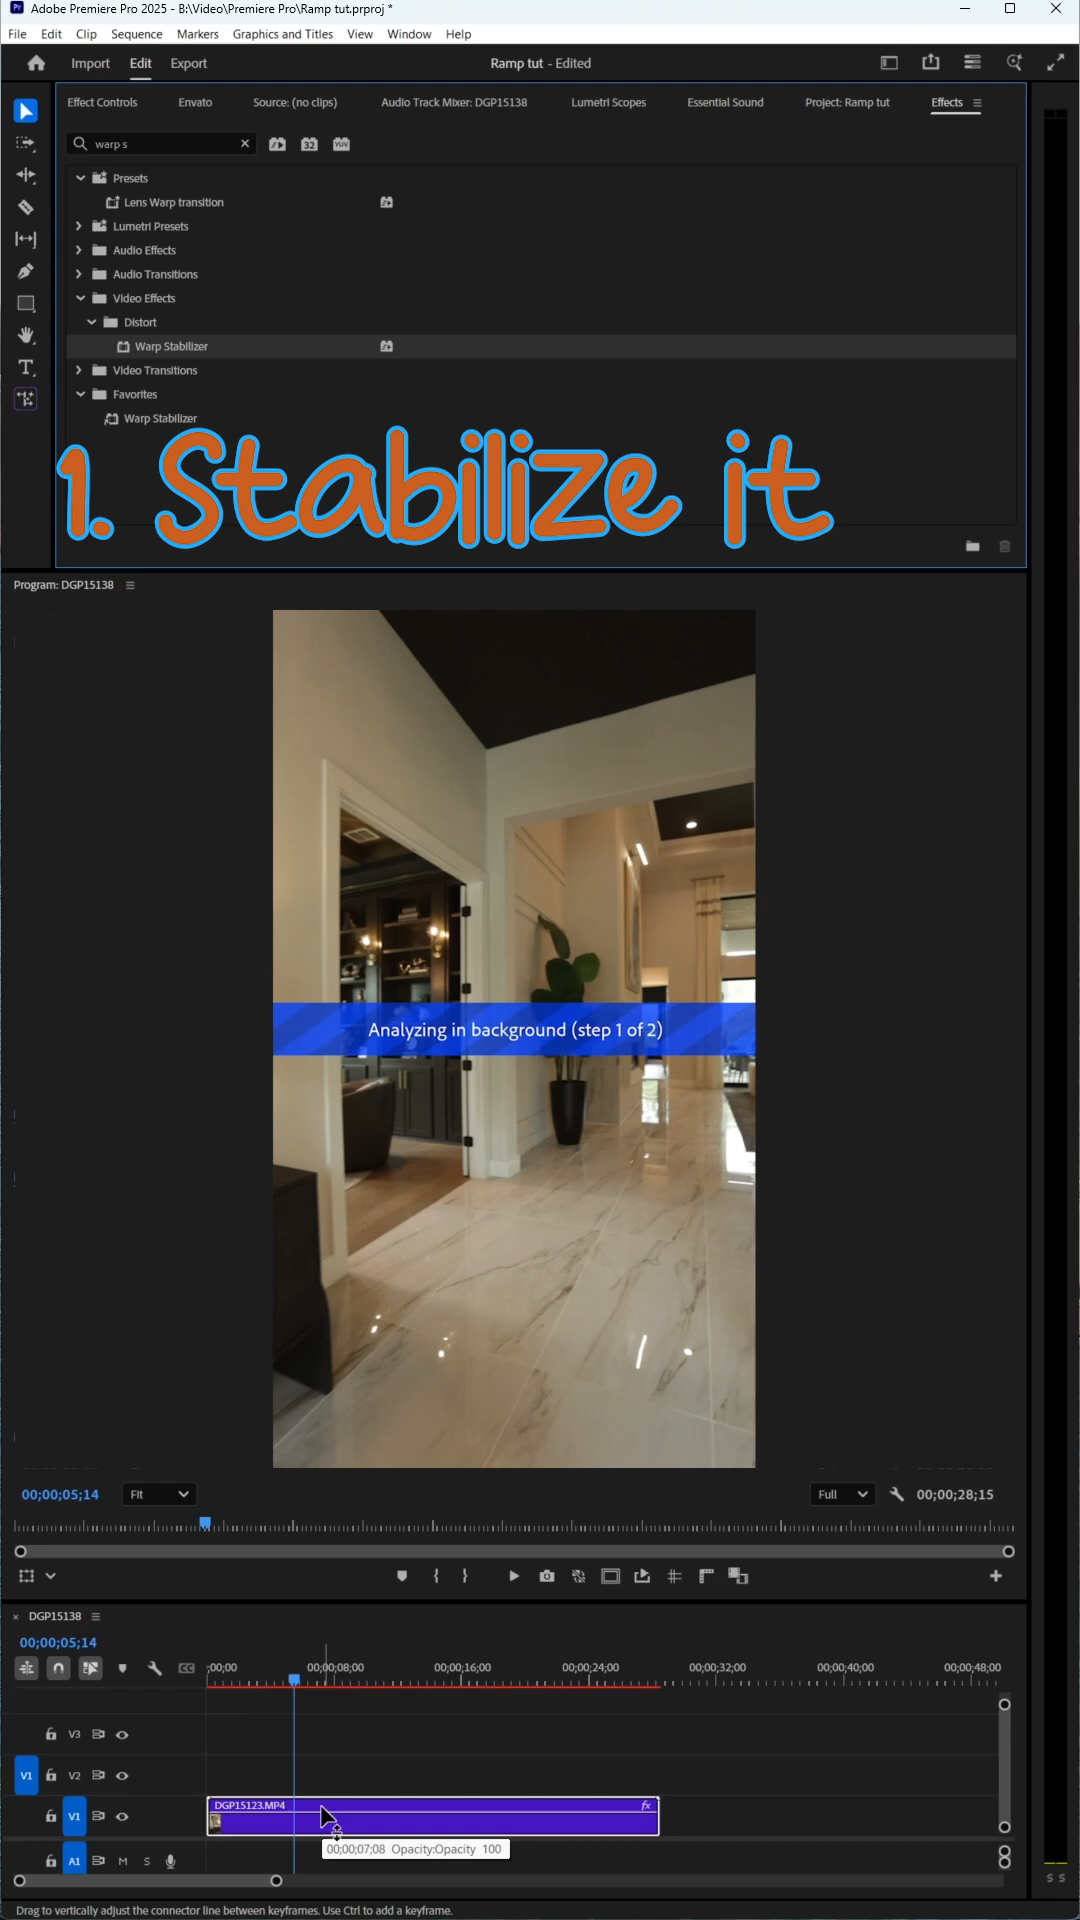 Pr Adobe Premiere Pro 2025 - B:\Video\Premiere Pro\Ramp tut.prproj *
File Edit Clip Sequence Markers Graphics and Titles View Window Help
Import Edit Export Ramp tut - Edited
Effect Controls Envato Source: (no clips) Audio Track Mixer: DGP15138 Lumetri Scopes Essential Sound Project: Ramp tut Effects
warp s 32 YUV
Presets
Lens Warp transition
Lumetri Presets
Audio Effects
Audio Transitions
Video Effects
Distort
Warp Stabilizer
Video Transitions
Favorites
Warp Stabilizer
1. Stabilize it
Program: DGP15138
Analyzing in background (step 1 of 2)
00;00;05;14 Fit Full 00;00;28;15
DGP15138
00;00;05;14
;00;00 00;00;08;00 00;00;16;00 00;00;24;00 00;00;32;00 00;00;40;00 00;00;48;00
V3
V1 V2
V1
DGP15123.MP4 fx
00;00;07;08 Opacity:Opacity 100
A1 M S
S S
Drag to vertically adjust the connector line between keyframes. Use Ctrl to add a keyframe.